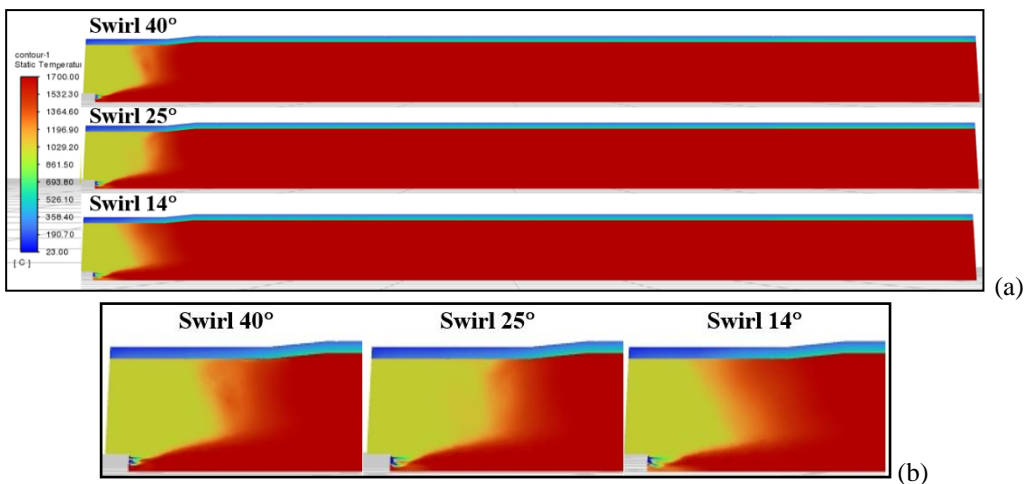 Swirl 40°
contour-1
Static Temperatu
1700.00
1532.30
1364.60
1196.90
1029.20
861.50
693.80
526.10
358.40
190.70
23.00
[ C ]
Swirl 25°
Swirl 14°
(a)
Swirl 40° Swirl 25° Swirl 14°
(b)